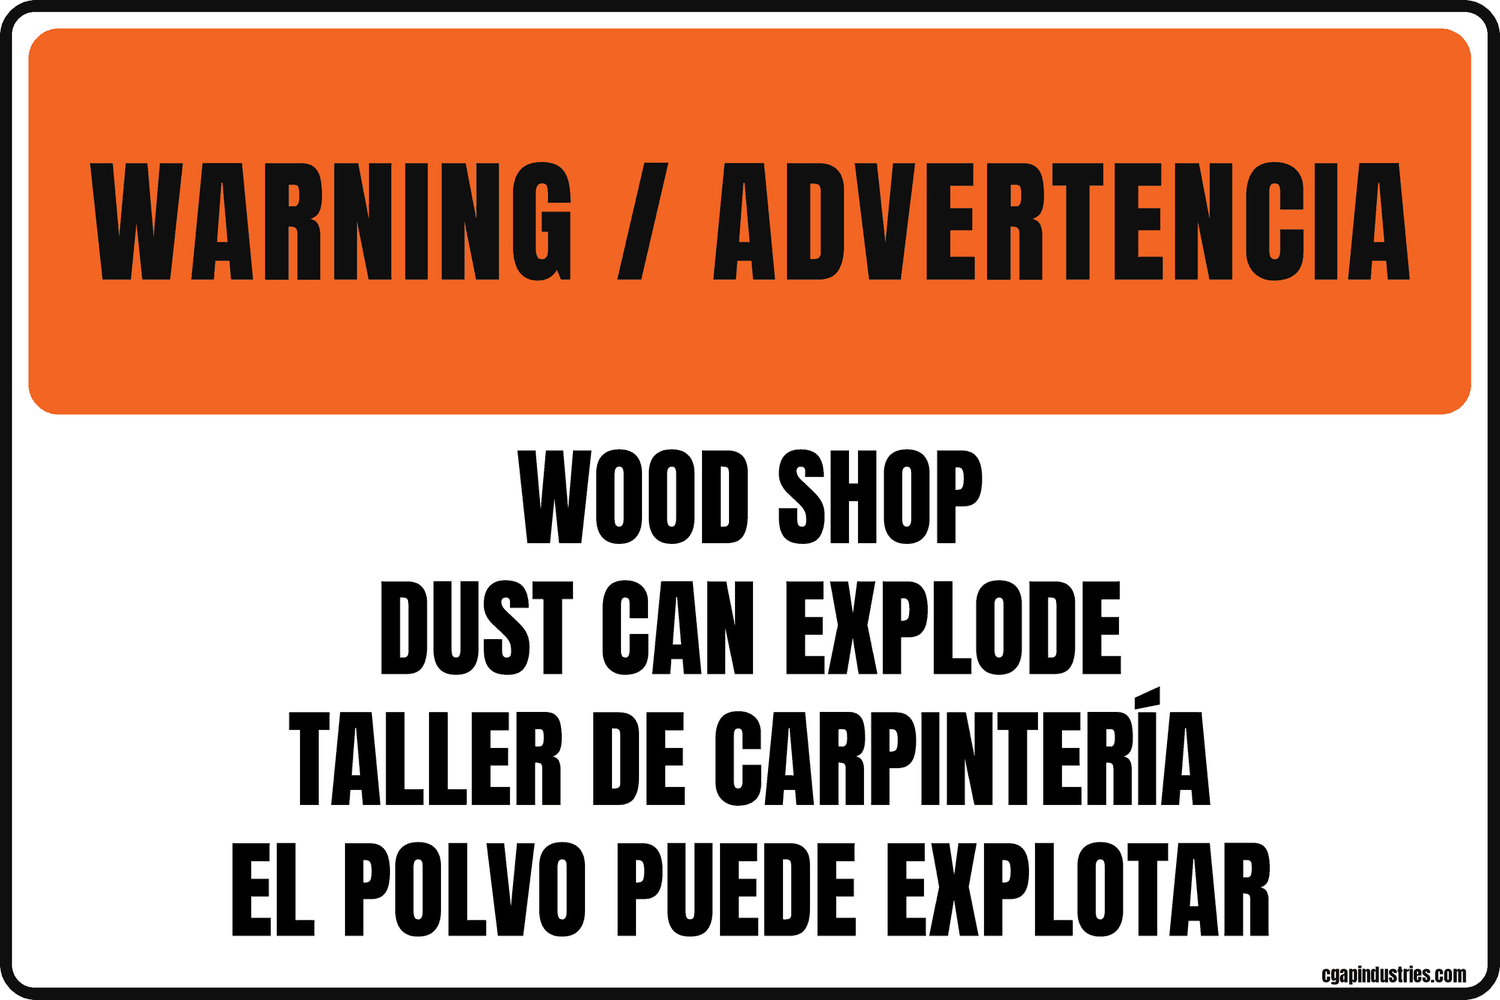 WARNING / ADVERTENCIA
WOOD SHOP
DUST CAN EXPLODE
TALLER DE CARPINTERÍA
EL POLVO PUEDE EXPLOTAR
cgapindustries.com